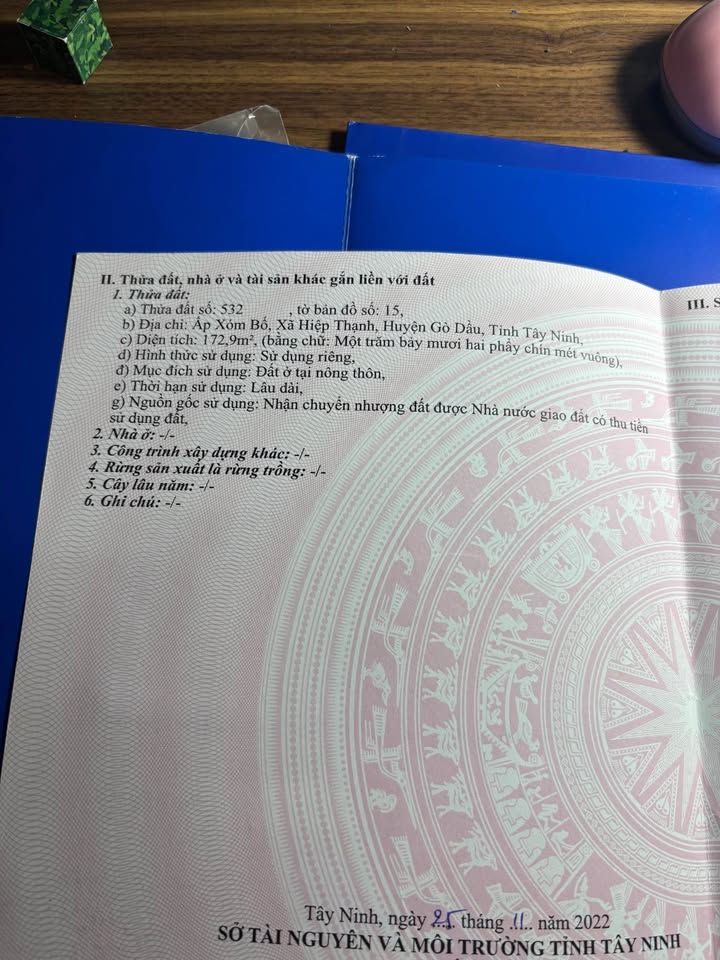 II. Thửa đất, nhà ở và tài sản khác gắn liền với đất
1. Thửa đất:
a) Thửa đất số: 532 , tờ bản đồ số: 15,
b) Địa chỉ: Ấp Xóm Bố, Xã Hiệp Thạnh, Huyện Gò Dầu, Tỉnh Tây Ninh,
c) Diện tích: 172,9m², (bằng chữ: Một trăm bảy mươi hai phẩy chín mét vuông),
d) Hình thức sử dụng: Sử dụng riêng,
đ) Mục đích sử dụng: Đất ở tại nông thôn,
e) Thời hạn sử dụng: Lâu dài,
g) Nguồn gốc sử dụng: Nhận chuyển nhượng đất được Nhà nước giao đất có thu tiền
sử dụng đất,
2. Nhà ở: -/-
3. Công trình xây dựng khác: -/-
4. Rừng sản xuất là rừng trồng: -/-
5. Cây lâu năm: -/-
6. Ghi chú: -/-
III. S
Tây Ninh, ngày 25 tháng .11.. năm 2022
SỞ TÀI NGUYÊN VÀ MÔI TRƯỜNG TỈNH TÂY NINH